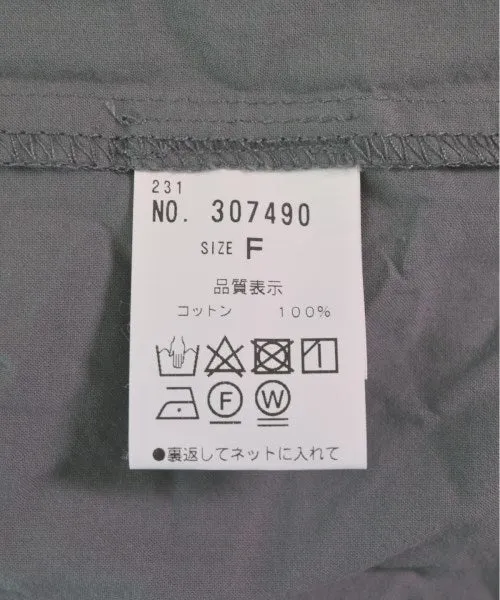 231
NO. 307490
SIZE F
品質表示
コットン 100%
F W
●裏返してネットに入れて